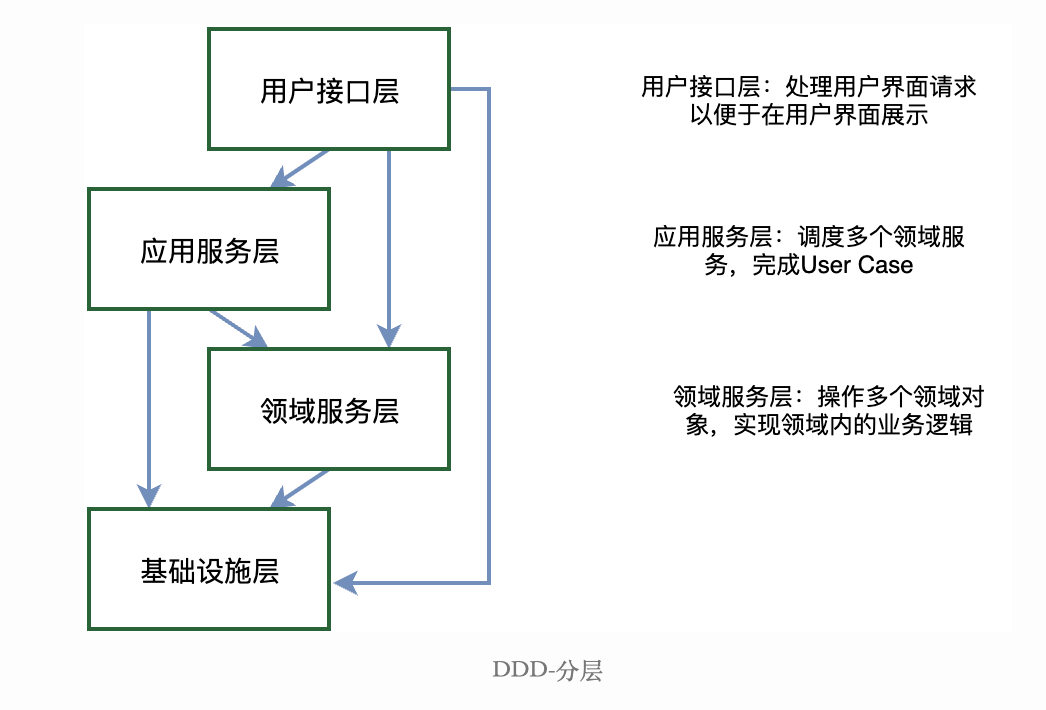 用户接口层
用户接口层：处理用户界面请求
以便于在用户界面展示
应用服务层
应用服务层：调度多个领域服
务，完成User Case
领域服务层
领域服务层：操作多个领域对
象，实现领域内的业务逻辑
基础设施层
DDD-分层